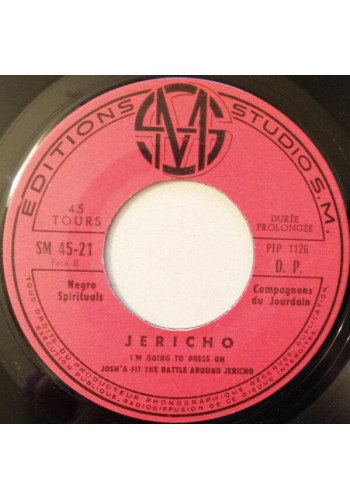 EDITIONS STUDIO S.M.
SMG
45
TOURS
DURÉE
PROLONGÉE
SM 45-21
Face B
PEP 1126
D. P.
Negro
Spirituals
Compagnons
du Jourdain
JERICHO
I'M GOING TO PRESS ON
JOSH'A FIT THE BATTLE AROUND JERICHO
TOUS DROITS DU PRODUCTEUR PHONOGRAPHIQUE RÉSERVÉS DUPLICATION
EXÉCUTION PUBLIQUE, RADIODIFFUSION DE CE DISQUE INTERDITES